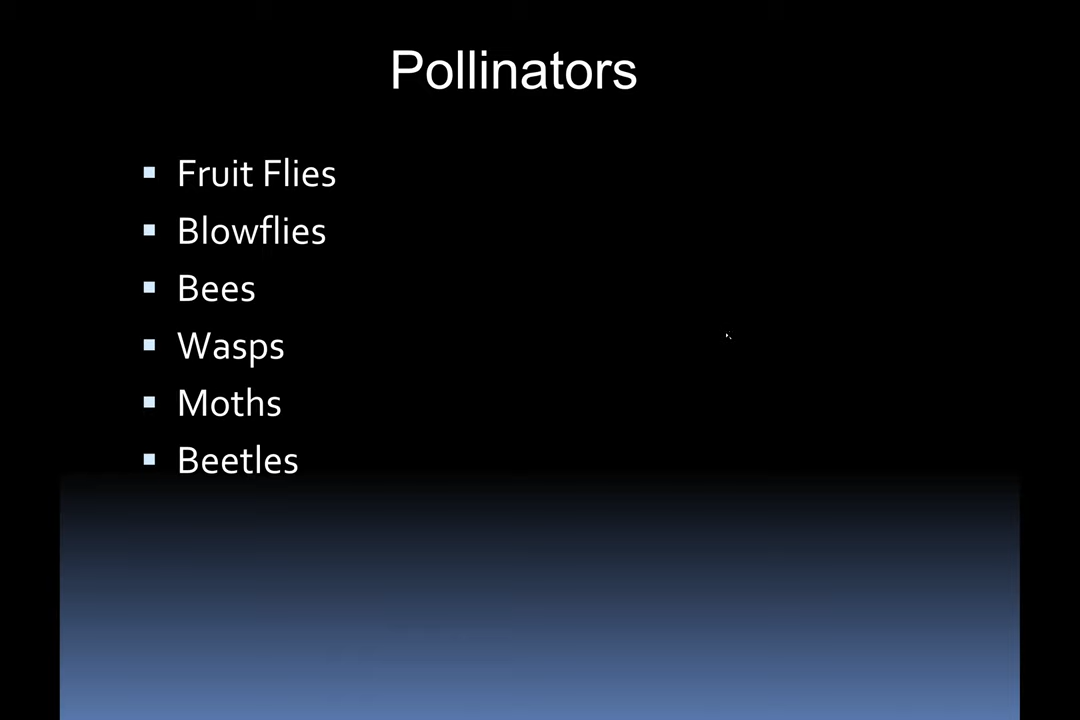 Pollinators
▪ Fruit Flies
▪ Blowflies
▪ Bees
▪ Wasps
▪ Moths
▪ Beetles